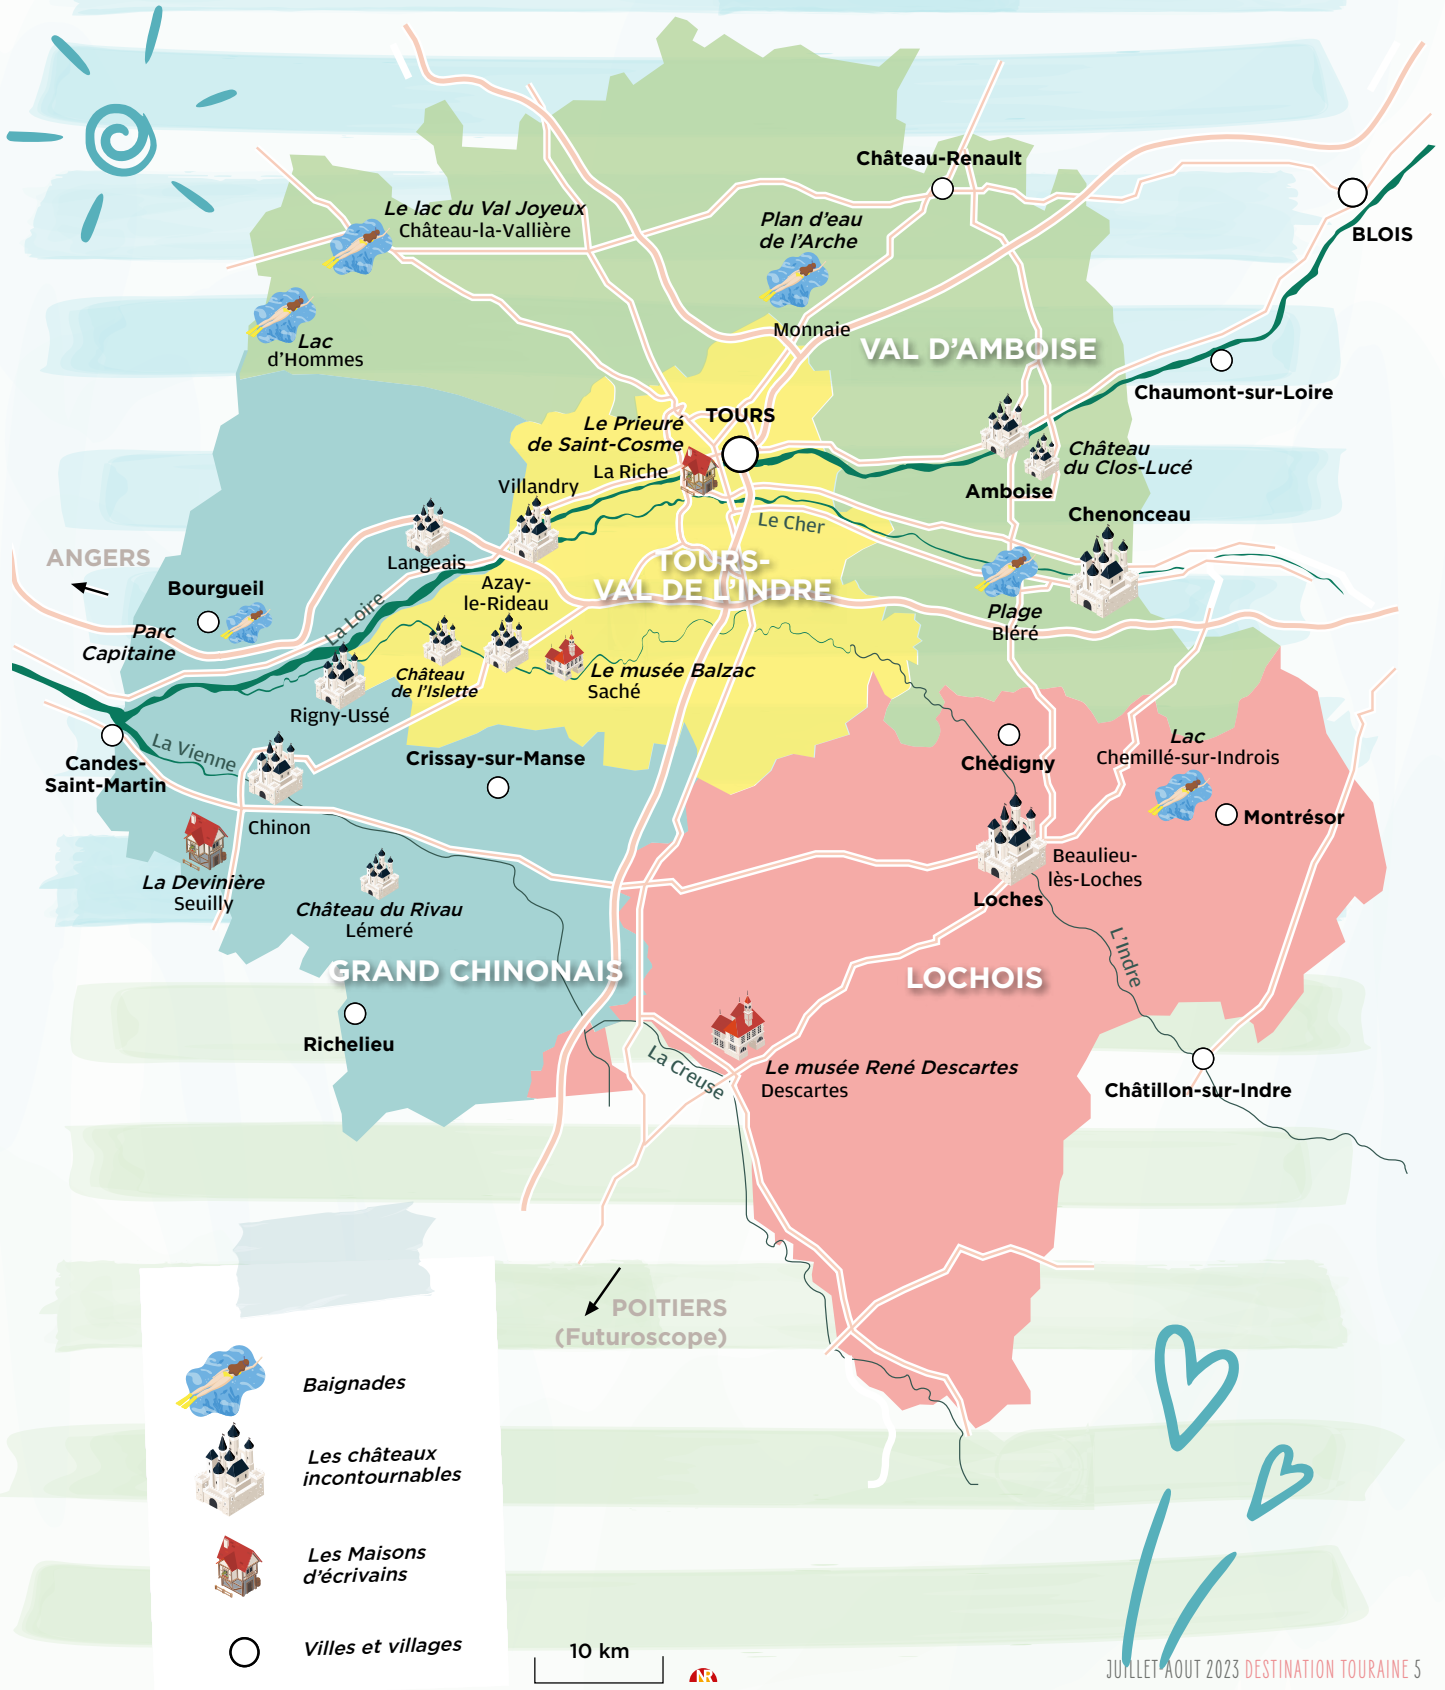 Château-Renault
Le lac du Val Joyeux
Château-la-Vallière
Plan d’eau
de l’Arche
BLOIS
Lac
d’Hommes
Monnaie
VAL D’AMBOISE
Chaumont-sur-Loire
Le Prieuré
de Saint-Cosme
TOURS
La Riche
Villandry
Château
du Clos-Lucé
Amboise
Chenonceau
Le Cher
ANGERS
Langeais
TOURS-
VAL DE L’INDRE
Azay-
le-Rideau
Bourgueil
La Loire
Parc
Capitaine
Plage
Bléré
Château
de l’Islette
Le musée Balzac
Saché
Rigny-Ussé
La Vienne
Candes-
Saint-Martin
Crissay-sur-Manse
Chédigny
Lac
Chemillé-sur-Indrois
Montrésor
Chinon
Beaulieu-
lès-Loches
Loches
La Devinière
Seuilly
Château du Rivau
Lémeré
L’Indre
GRAND CHINONAIS
LOCHOIS
Richelieu
La Creuse
Le musée René Descartes
Descartes
Châtillon-sur-Indre
POITIERS
(Futuroscope)
Baignades
Les châteaux
incontournables
Les Maisons
d’écrivains
Villes et villages
10 km
NR
JUILLET AOUT 2023 DESTINATION TOURAINE 5